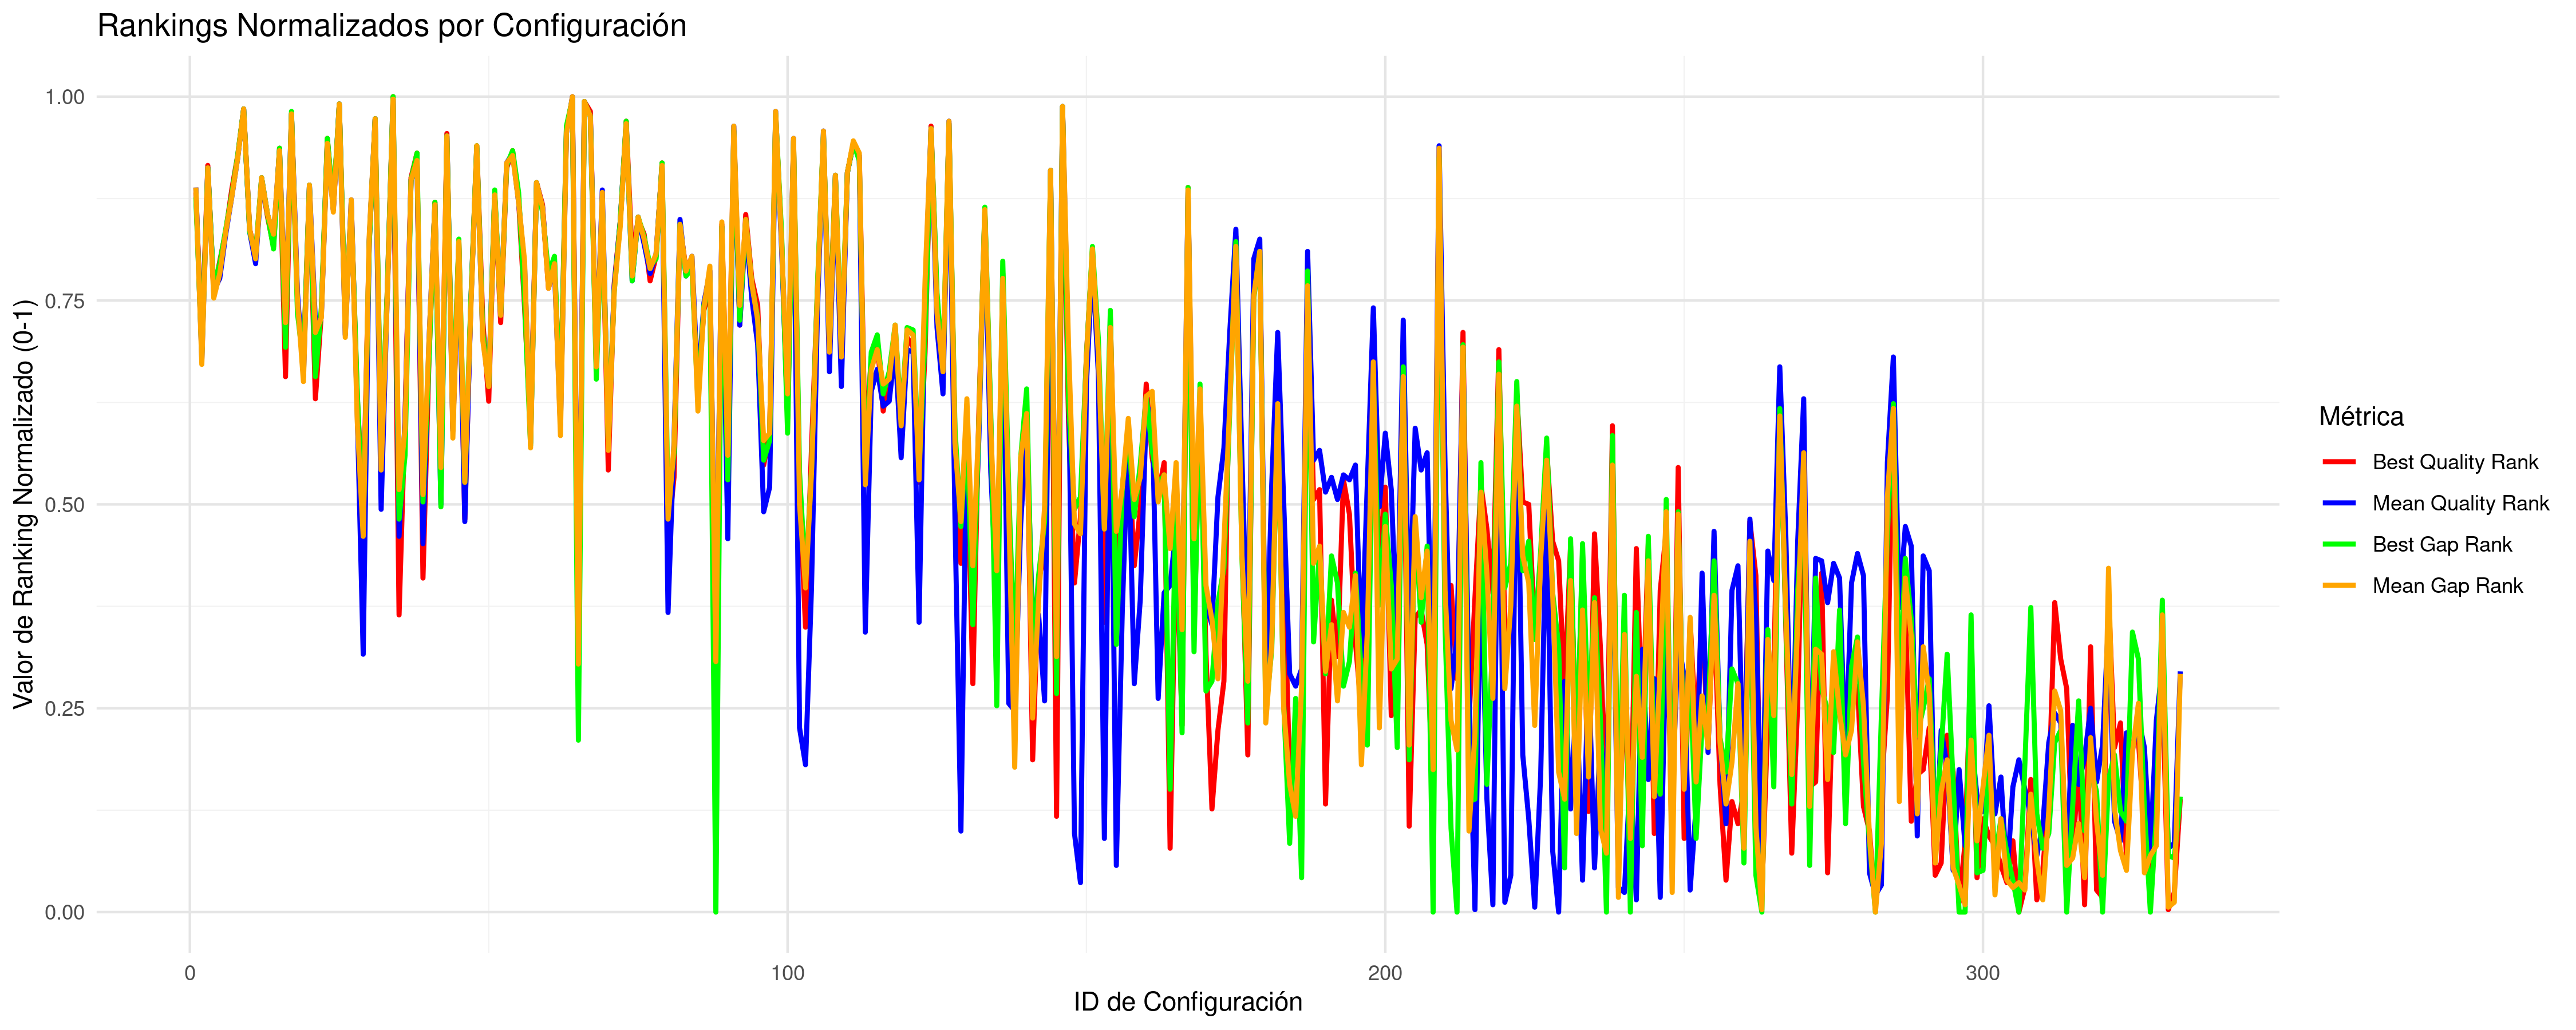 Rankings Normalizados por Configuración
Valor de Ranking Normalizado (0-1)
1.00
0.75
0.50
0.25
0.00
0
100
200
300
ID de Configuración
Métrica
Best Quality Rank
Mean Quality Rank
Best Gap Rank
Mean Gap Rank